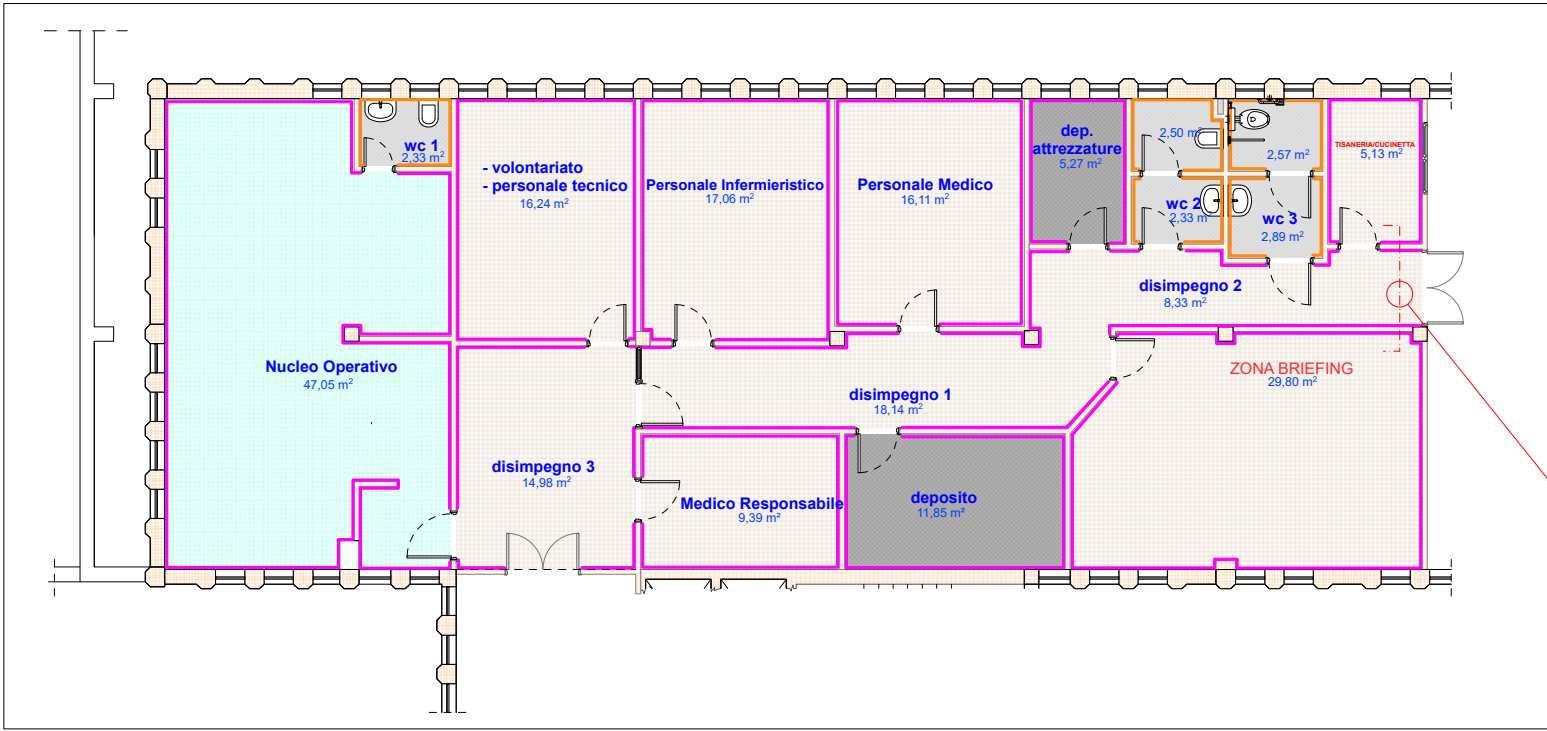 wc 1
2,33 m²
- volontariato
- personale tecnico
16,24 m²
Personale Infermieristico
17,06 m²
Personale Medico
16,11 m²
dep.
attrezzature
5,27 m²
2,50 m²
2,57 m²
TISANERIA/CUCINETTA
5,13 m²
wc 2
2,33 m²
wc 3
2,89 m²
disimpegno 2
8,33 m²
Nucleo Operativo
47,05 m²
ZONA BRIEFING
29,80 m²
disimpegno 1
18,14 m²
disimpegno 3
14,98 m²
Medico Responsabile
9,39 m²
deposito
11,85 m²